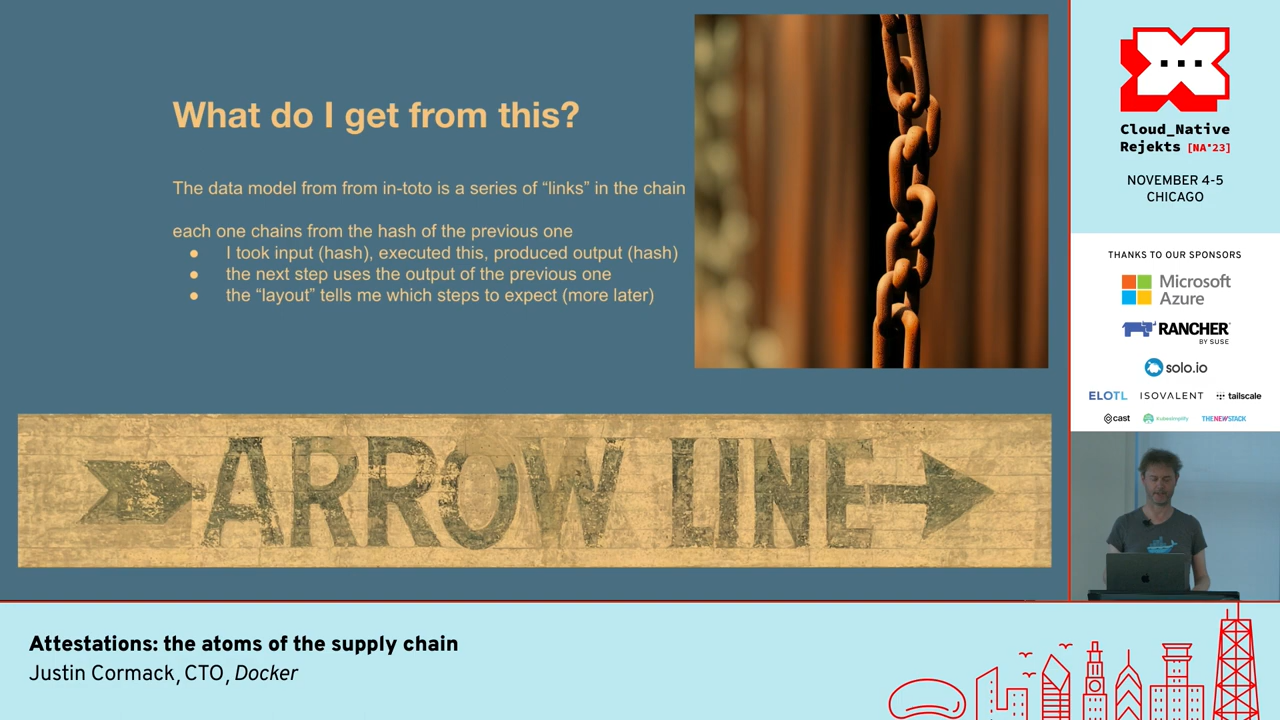 What do I get from this?
The data model from from in-toto is a series of “links” in the chain
each one chains from the hash of the previous one
● I took input (hash), executed this, produced output (hash)
● the next step uses the output of the previous one
● the “layout” tells me which steps to expect (more later)
ARROW LINE
Cloud_Native
Rejekts [NA'23]
NOVEMBER 4-5
CHICAGO
THANKS TO OUR SPONSORS
Microsoft
Azure
RANCHER
BY SUSE
solo.io
ELOTL ISOVALENT tailscale
cast kubesimplify THENEWSTACK
Attestations: the atoms of the supply chain
Justin Cormack, CTO, Docker